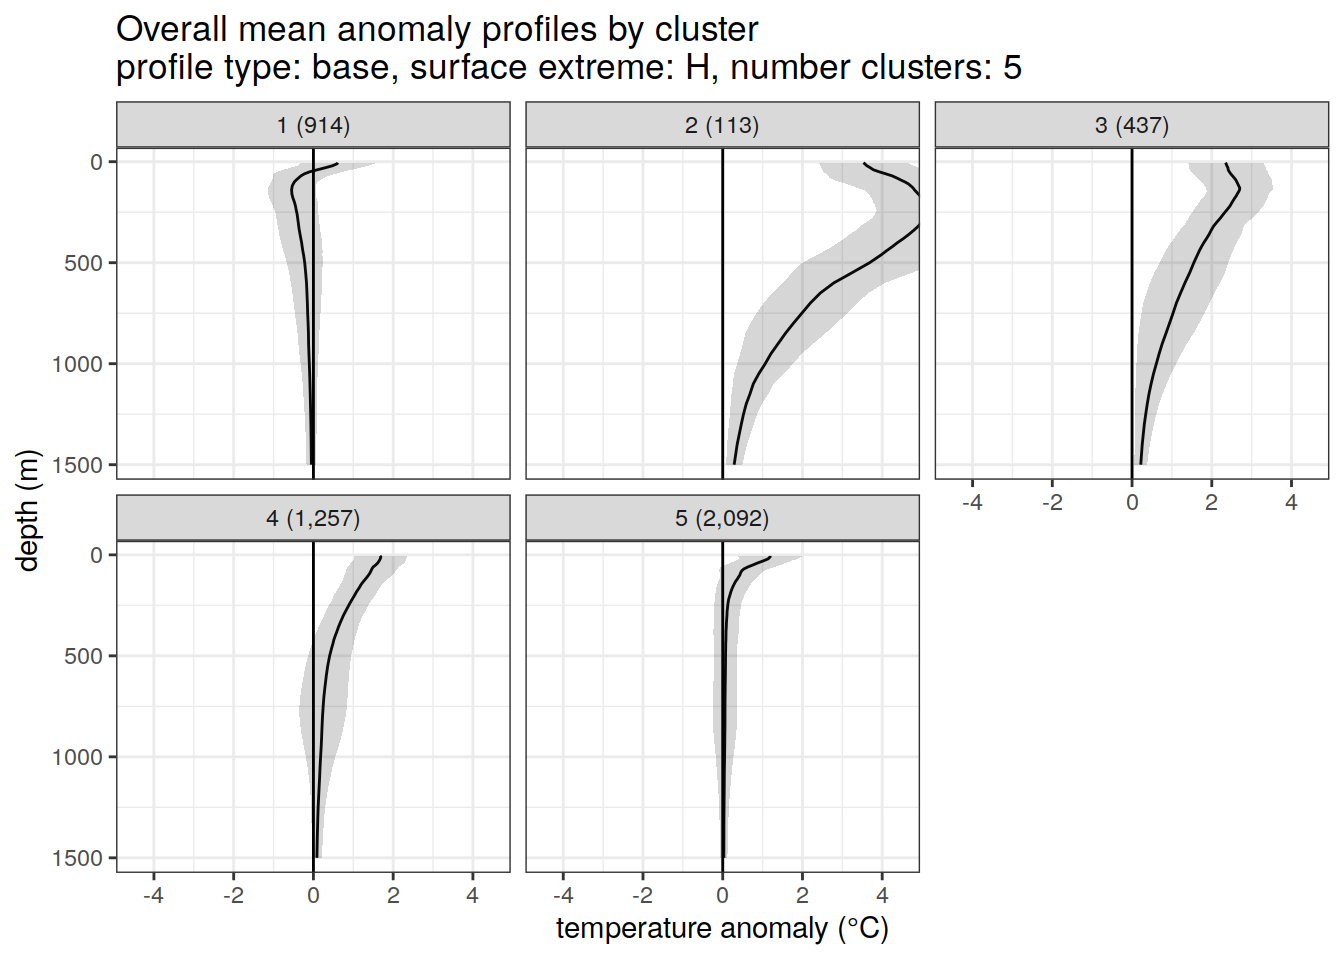 Overall mean anomaly profiles by cluster
profile type: base, surface extreme: H, number clusters: 5
1 (914)
2 (113)
3 (437)
0
500
1000
1500
-4 -2 0 2 4
4 (1,257)
5 (2,092)
0
500
1000
1500
-4 -2 0 2 4
-4 -2 0 2 4
depth (m)
temperature anomaly (°C)